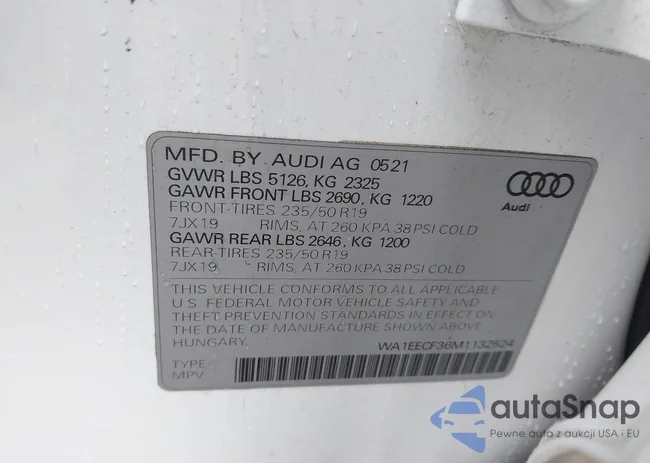 MFD. BY AUDI AG 0521
GVWR LBS 5126, KG 2325
GAWR FRONT LBS 2690, KG 1220
FRONT-TIRES 235/50 R19
7JX19 RIMS, AT 260 KPA 38 PSI COLD
GAWR REAR LBS 2646, KG 1200
REAR-TIRES 235/50 R19
7JX19 RIMS, AT 260 KPA 38 PSI COLD
Audi
THIS VEHICLE CONFORMS TO ALL APPLICABLE
U.S. FEDERAL MOTOR VEHICLE SAFETY AND
THEFT PREVENTION STANDARDS IN EFFECT ON
THE DATE OF MANUFACTURE SHOWN ABOVE.
HUNGARY.
WA1EECF36M1132524
TYPE:
MPV
autaSnap
Pewne auta z aukcji USA i EU